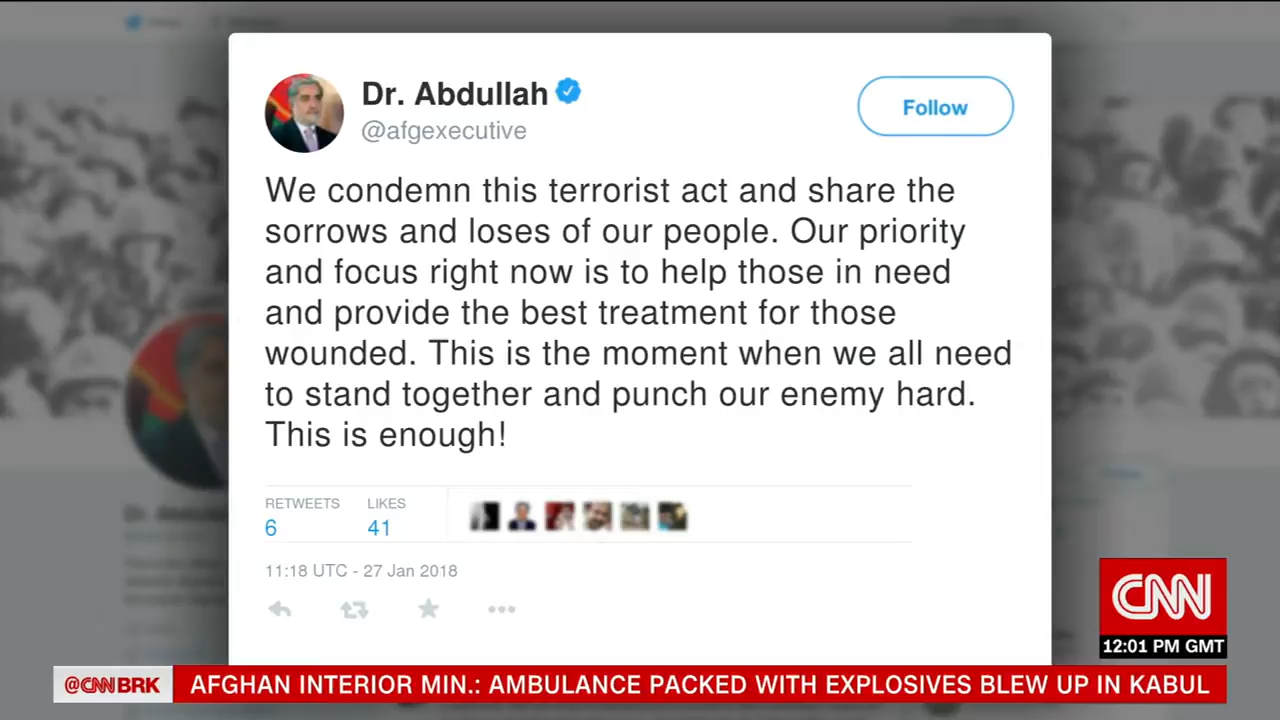 Dr. Abdullah
@afgexecutive
Follow
We condemn this terrorist act and share the
sorrows and loses of our people. Our priority
and focus right now is to help those in need
and provide the best treatment for those
wounded. This is the moment when we all need
to stand together and punch our enemy hard.
This is enough!
RETWEETS LIKES
6 41
11:18 UTC - 27 Jan 2018
CNN
12:01 PM GMT
@CNNBRK AFGHAN INTERIOR MIN.: AMBULANCE PACKED WITH EXPLOSIVES BLEW UP IN KABUL